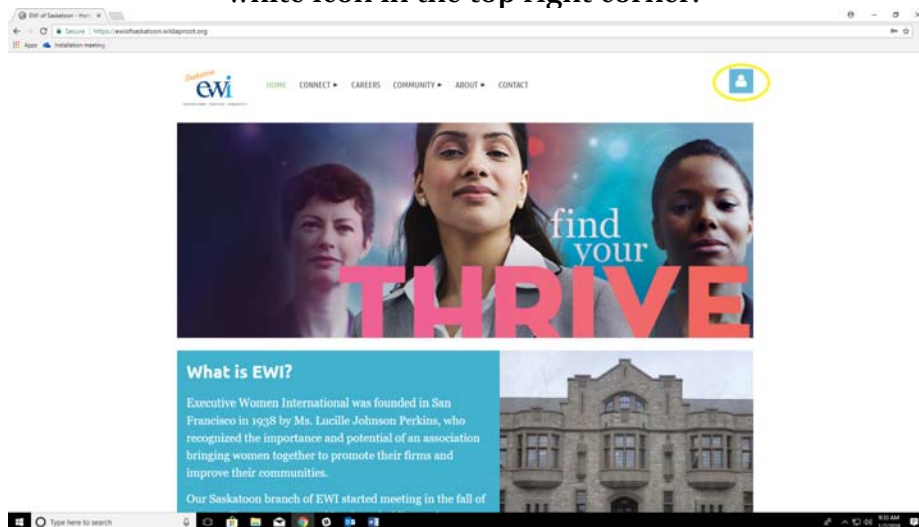 white icon in the top right corner.
EWI of Saskatoon - Hom
Secure | https://ewiofsaskatoon.wildapricot.org
Apps Installation meeting
Saskatoon
ewi
HOME CONNECT ▸ CAREERS COMMUNITY ▸ ABOUT ▸ CONTACT
find
your
THRIVE
What is EWI?
Executive Women International was founded in San
Francisco in 1938 by Ms. Lucille Johnson Perkins, who
recognized the importance and potential of an association
bringing women together to promote their firms and
improve their communities.
Our Saskatoon branch of EWI started meeting in the fall of
Type here to search
9:53 AM